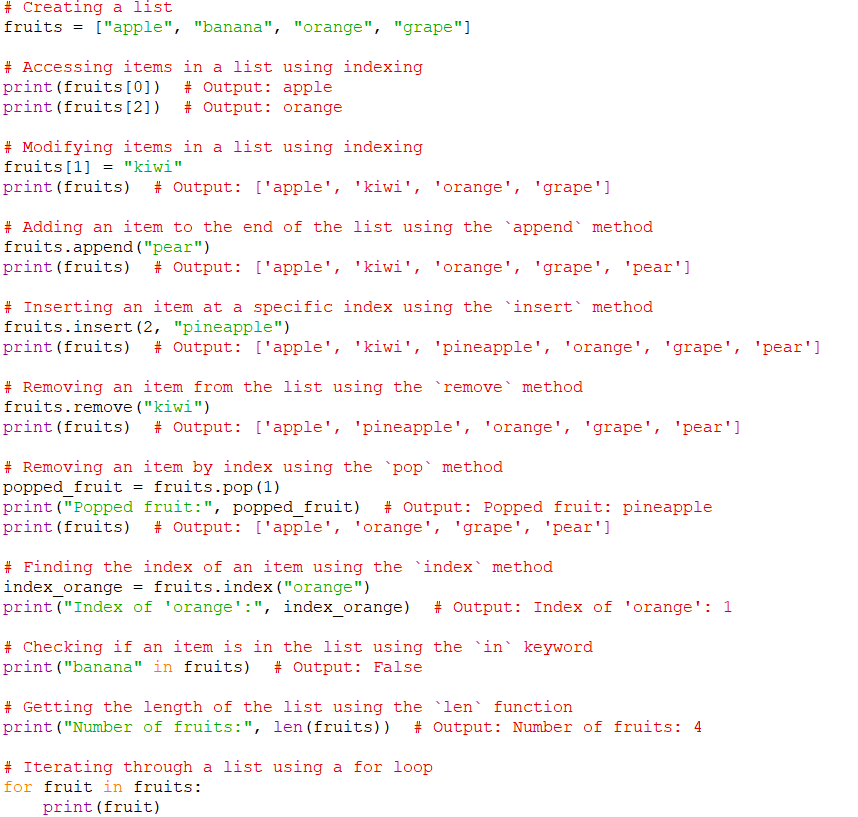 # Creating a list
fruits = ["apple", "banana", "orange", "grape"]

# Accessing items in a list using indexing
print(fruits[0])  # Output: apple
print(fruits[2])  # Output: orange

# Modifying items in a list using indexing
fruits[1] = "kiwi"
print(fruits)  # Output: ['apple', 'kiwi', 'orange', 'grape']

# Adding an item to the end of the list using the `append` method
fruits.append("pear")
print(fruits)  # Output: ['apple', 'kiwi', 'orange', 'grape', 'pear']

# Inserting an item at a specific index using the `insert` method
fruits.insert(2, "pineapple")
print(fruits)  # Output: ['apple', 'kiwi', 'pineapple', 'orange', 'grape', 'pear']

# Removing an item from the list using the `remove` method
fruits.remove("kiwi")
print(fruits)  # Output: ['apple', 'pineapple', 'orange', 'grape', 'pear']

# Removing an item by index using the `pop` method
popped_fruit = fruits.pop(1)
print("Popped fruit:", popped_fruit)  # Output: Popped fruit: pineapple
print(fruits)  # Output: ['apple', 'orange', 'grape', 'pear']

# Finding the index of an item using the `index` method
index_orange = fruits.index("orange")
print("Index of 'orange':", index_orange)  # Output: Index of 'orange': 1

# Checking if an item is in the list using the `in` keyword
print("banana" in fruits)  # Output: False

# Getting the length of the list using the `len` function
print("Number of fruits:", len(fruits))  # Output: Number of fruits: 4

# Iterating through a list using a for loop
for fruit in fruits:
    print(fruit)